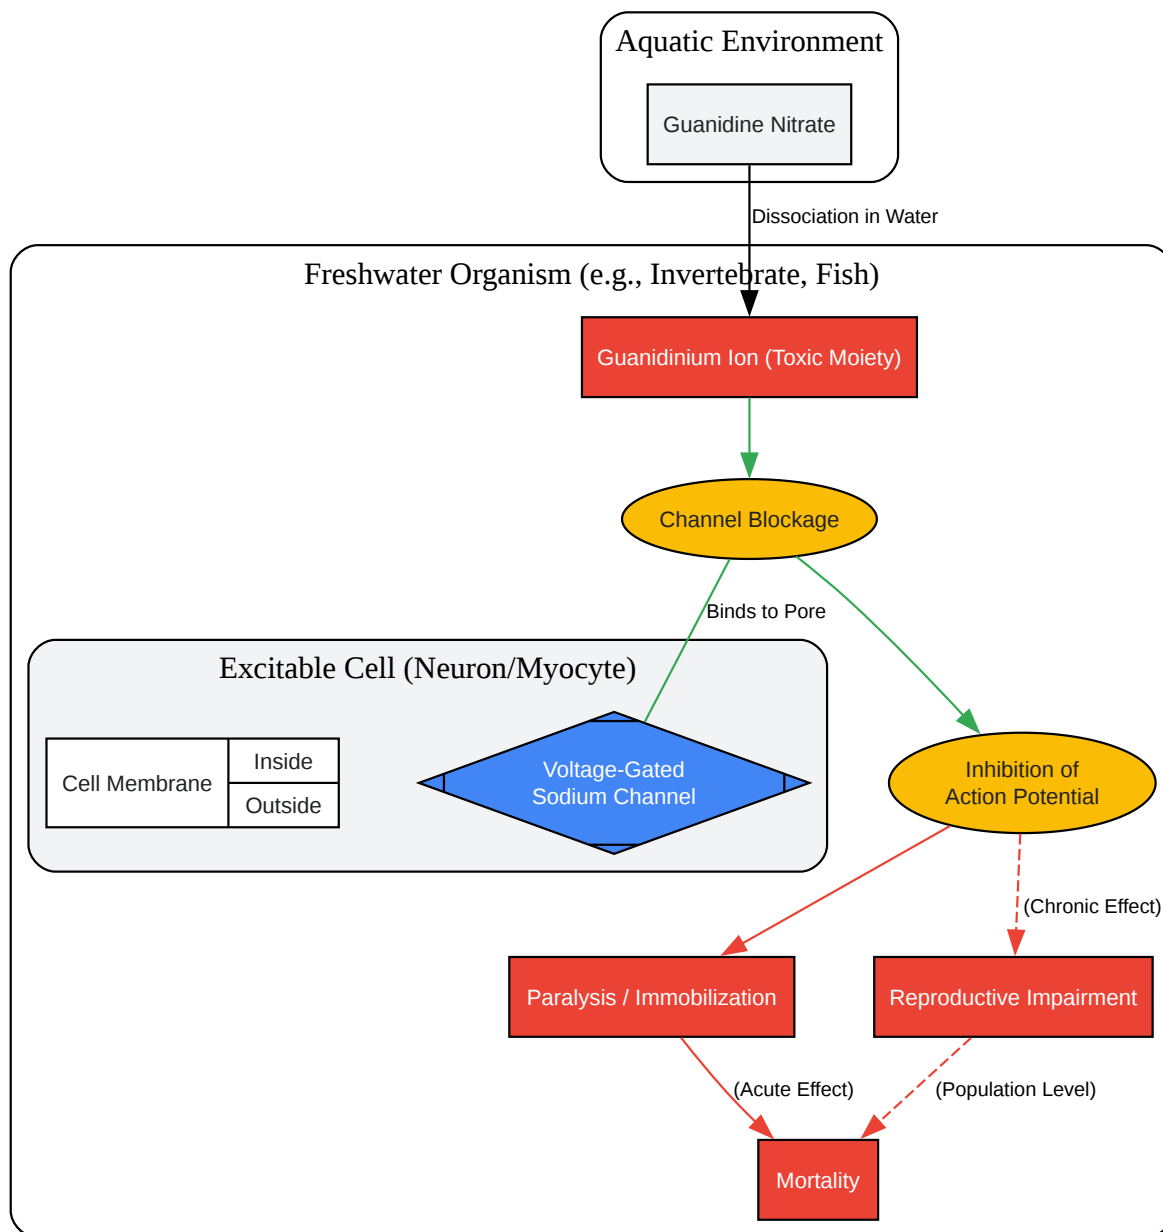 Aquatic Environment
Guanidine Nitrate
Dissociation in Water
Freshwater Organism (e.g., Invertebrate, Fish)
Guanidinium Ion (Toxic Moiety)
Channel Blockage
Binds to Pore
Excitable Cell (Neuron/Myocyte)
Cell Membrane
Inside
Outside
Voltage-Gated
Sodium Channel
Inhibition of
Action Potential
(Chronic Effect)
Paralysis / Immobilization
Reproductive Impairment
(Acute Effect)
(Population Level)
Mortality